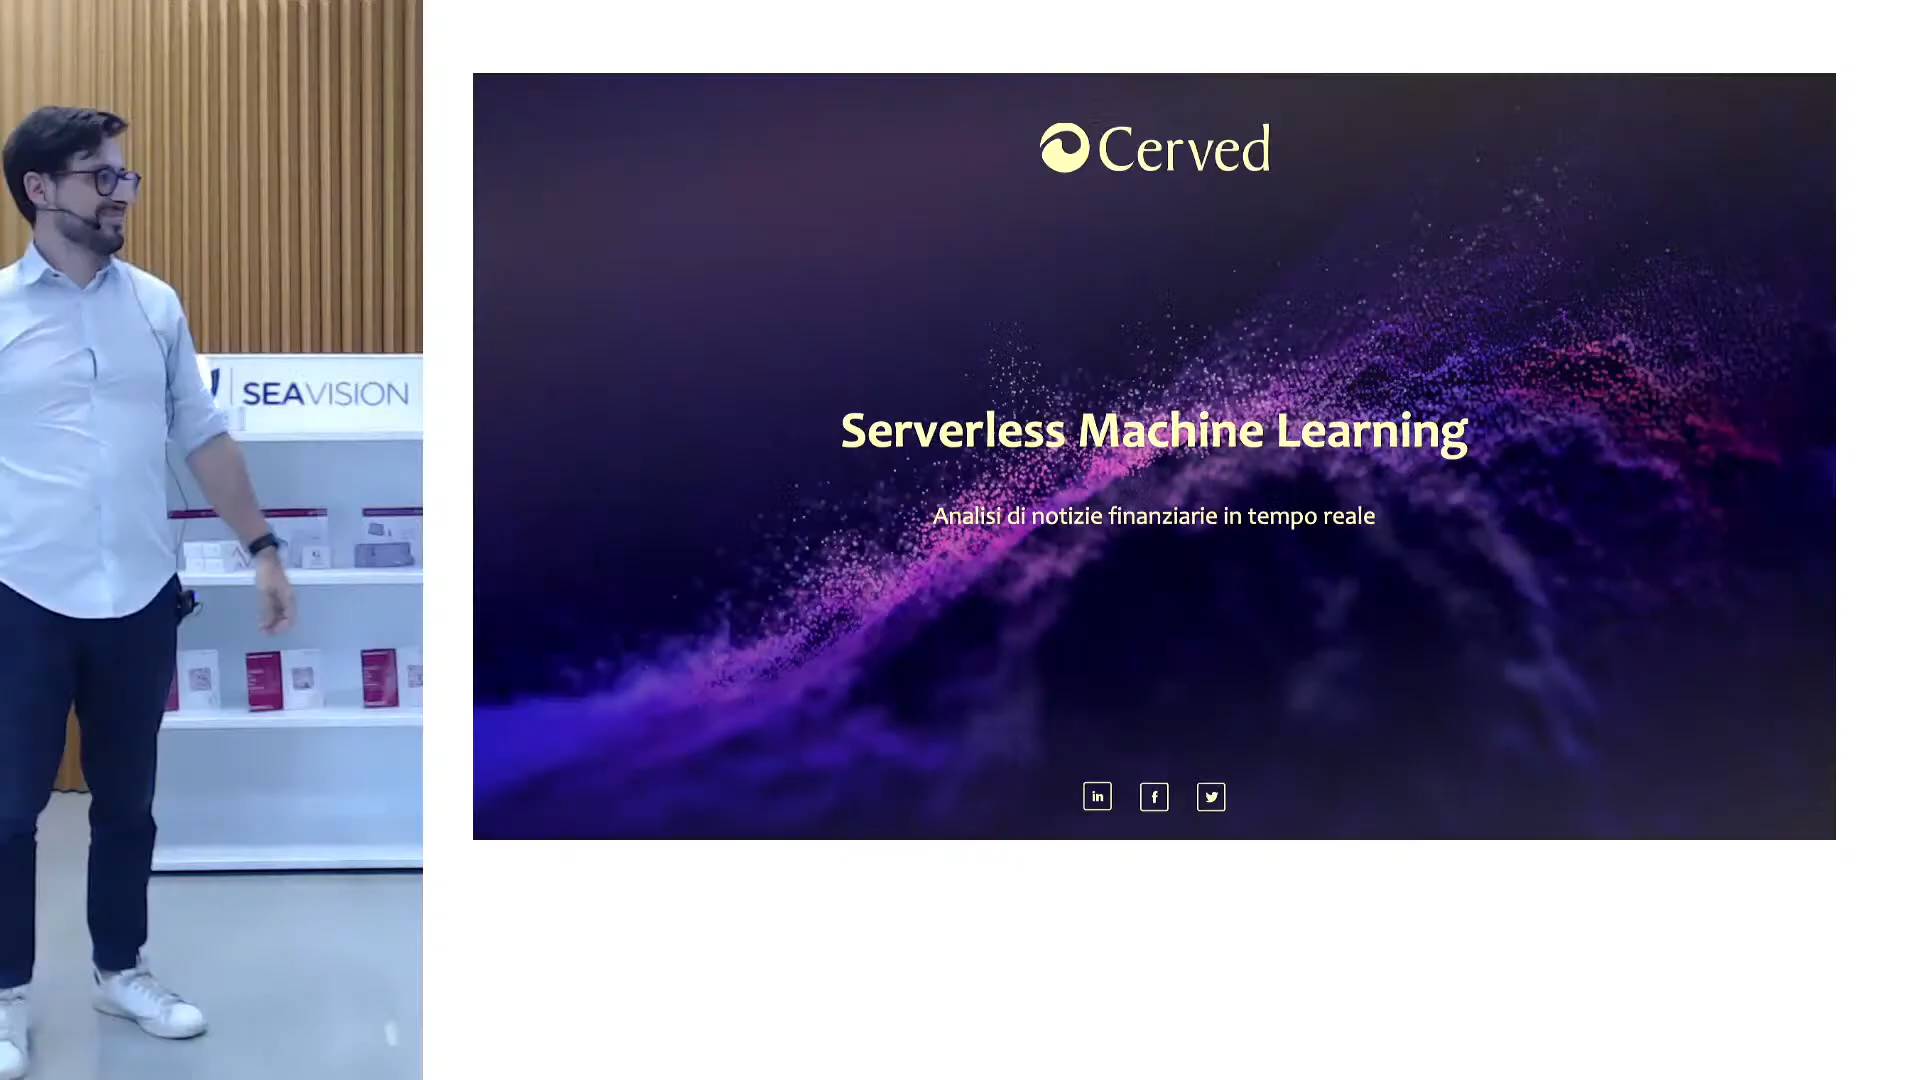 SEAVISION
Cerved
Serverless Machine Learning
Analisi di notizie finanziarie in tempo reale
in
f